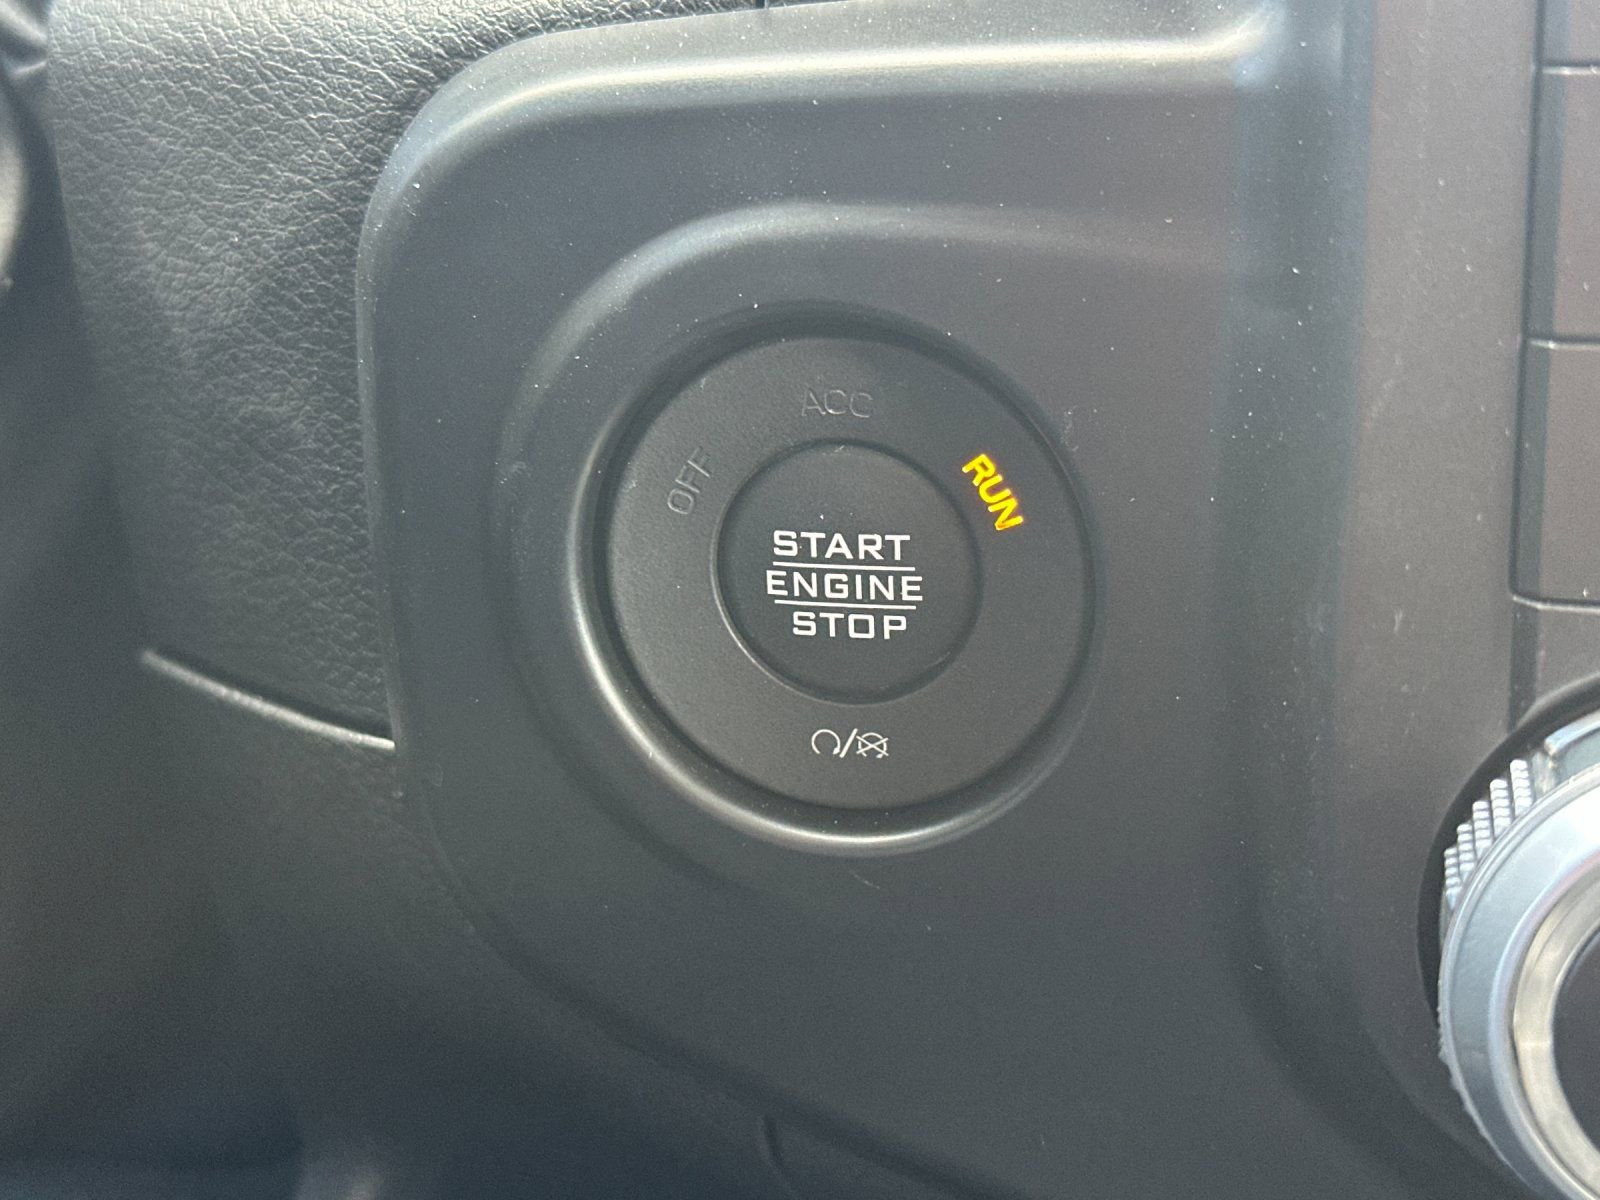 ACC
OFF
RUN
START
ENGINE
STOP